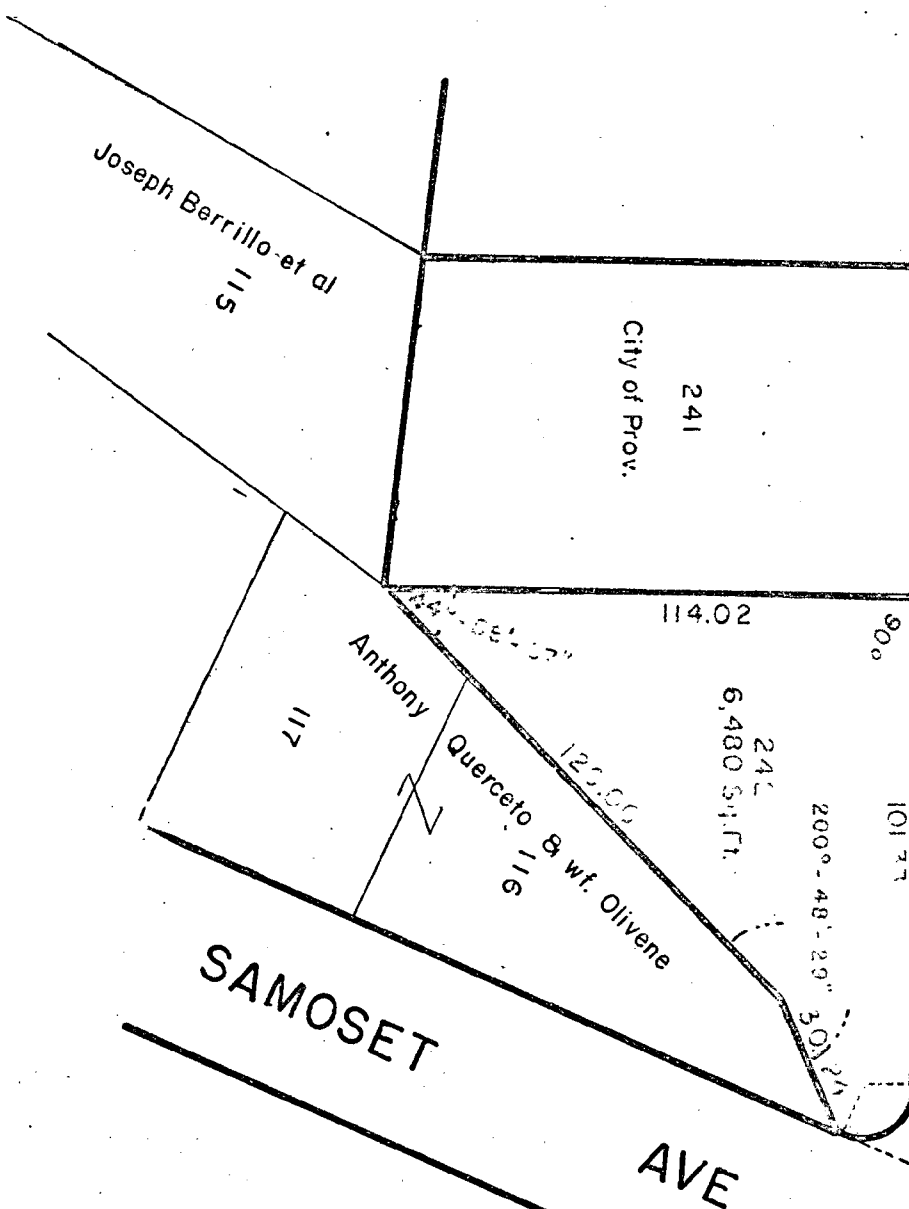 Joseph Berrillo et al
115
City of Prov.
241
114.02
90°
6,480 Sq. Ft.
200°-48'-29"
Anthony Querceto & wf. Olivene
117
116
SAMOSET AVE